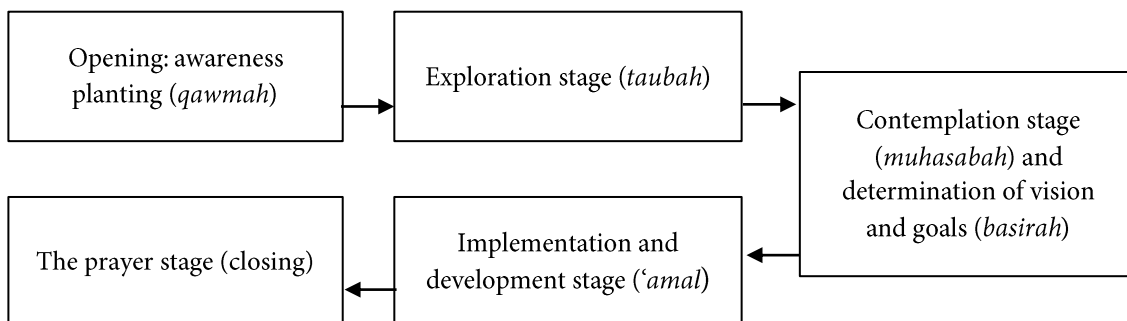 Opening: awareness
planting (qawmah)
Exploration stage (taubah)
Contemplation stage
(muhasabah) and
determination of vision
and goals (basirah)
Implementation and
development stage (‘amal)
The prayer stage (closing)